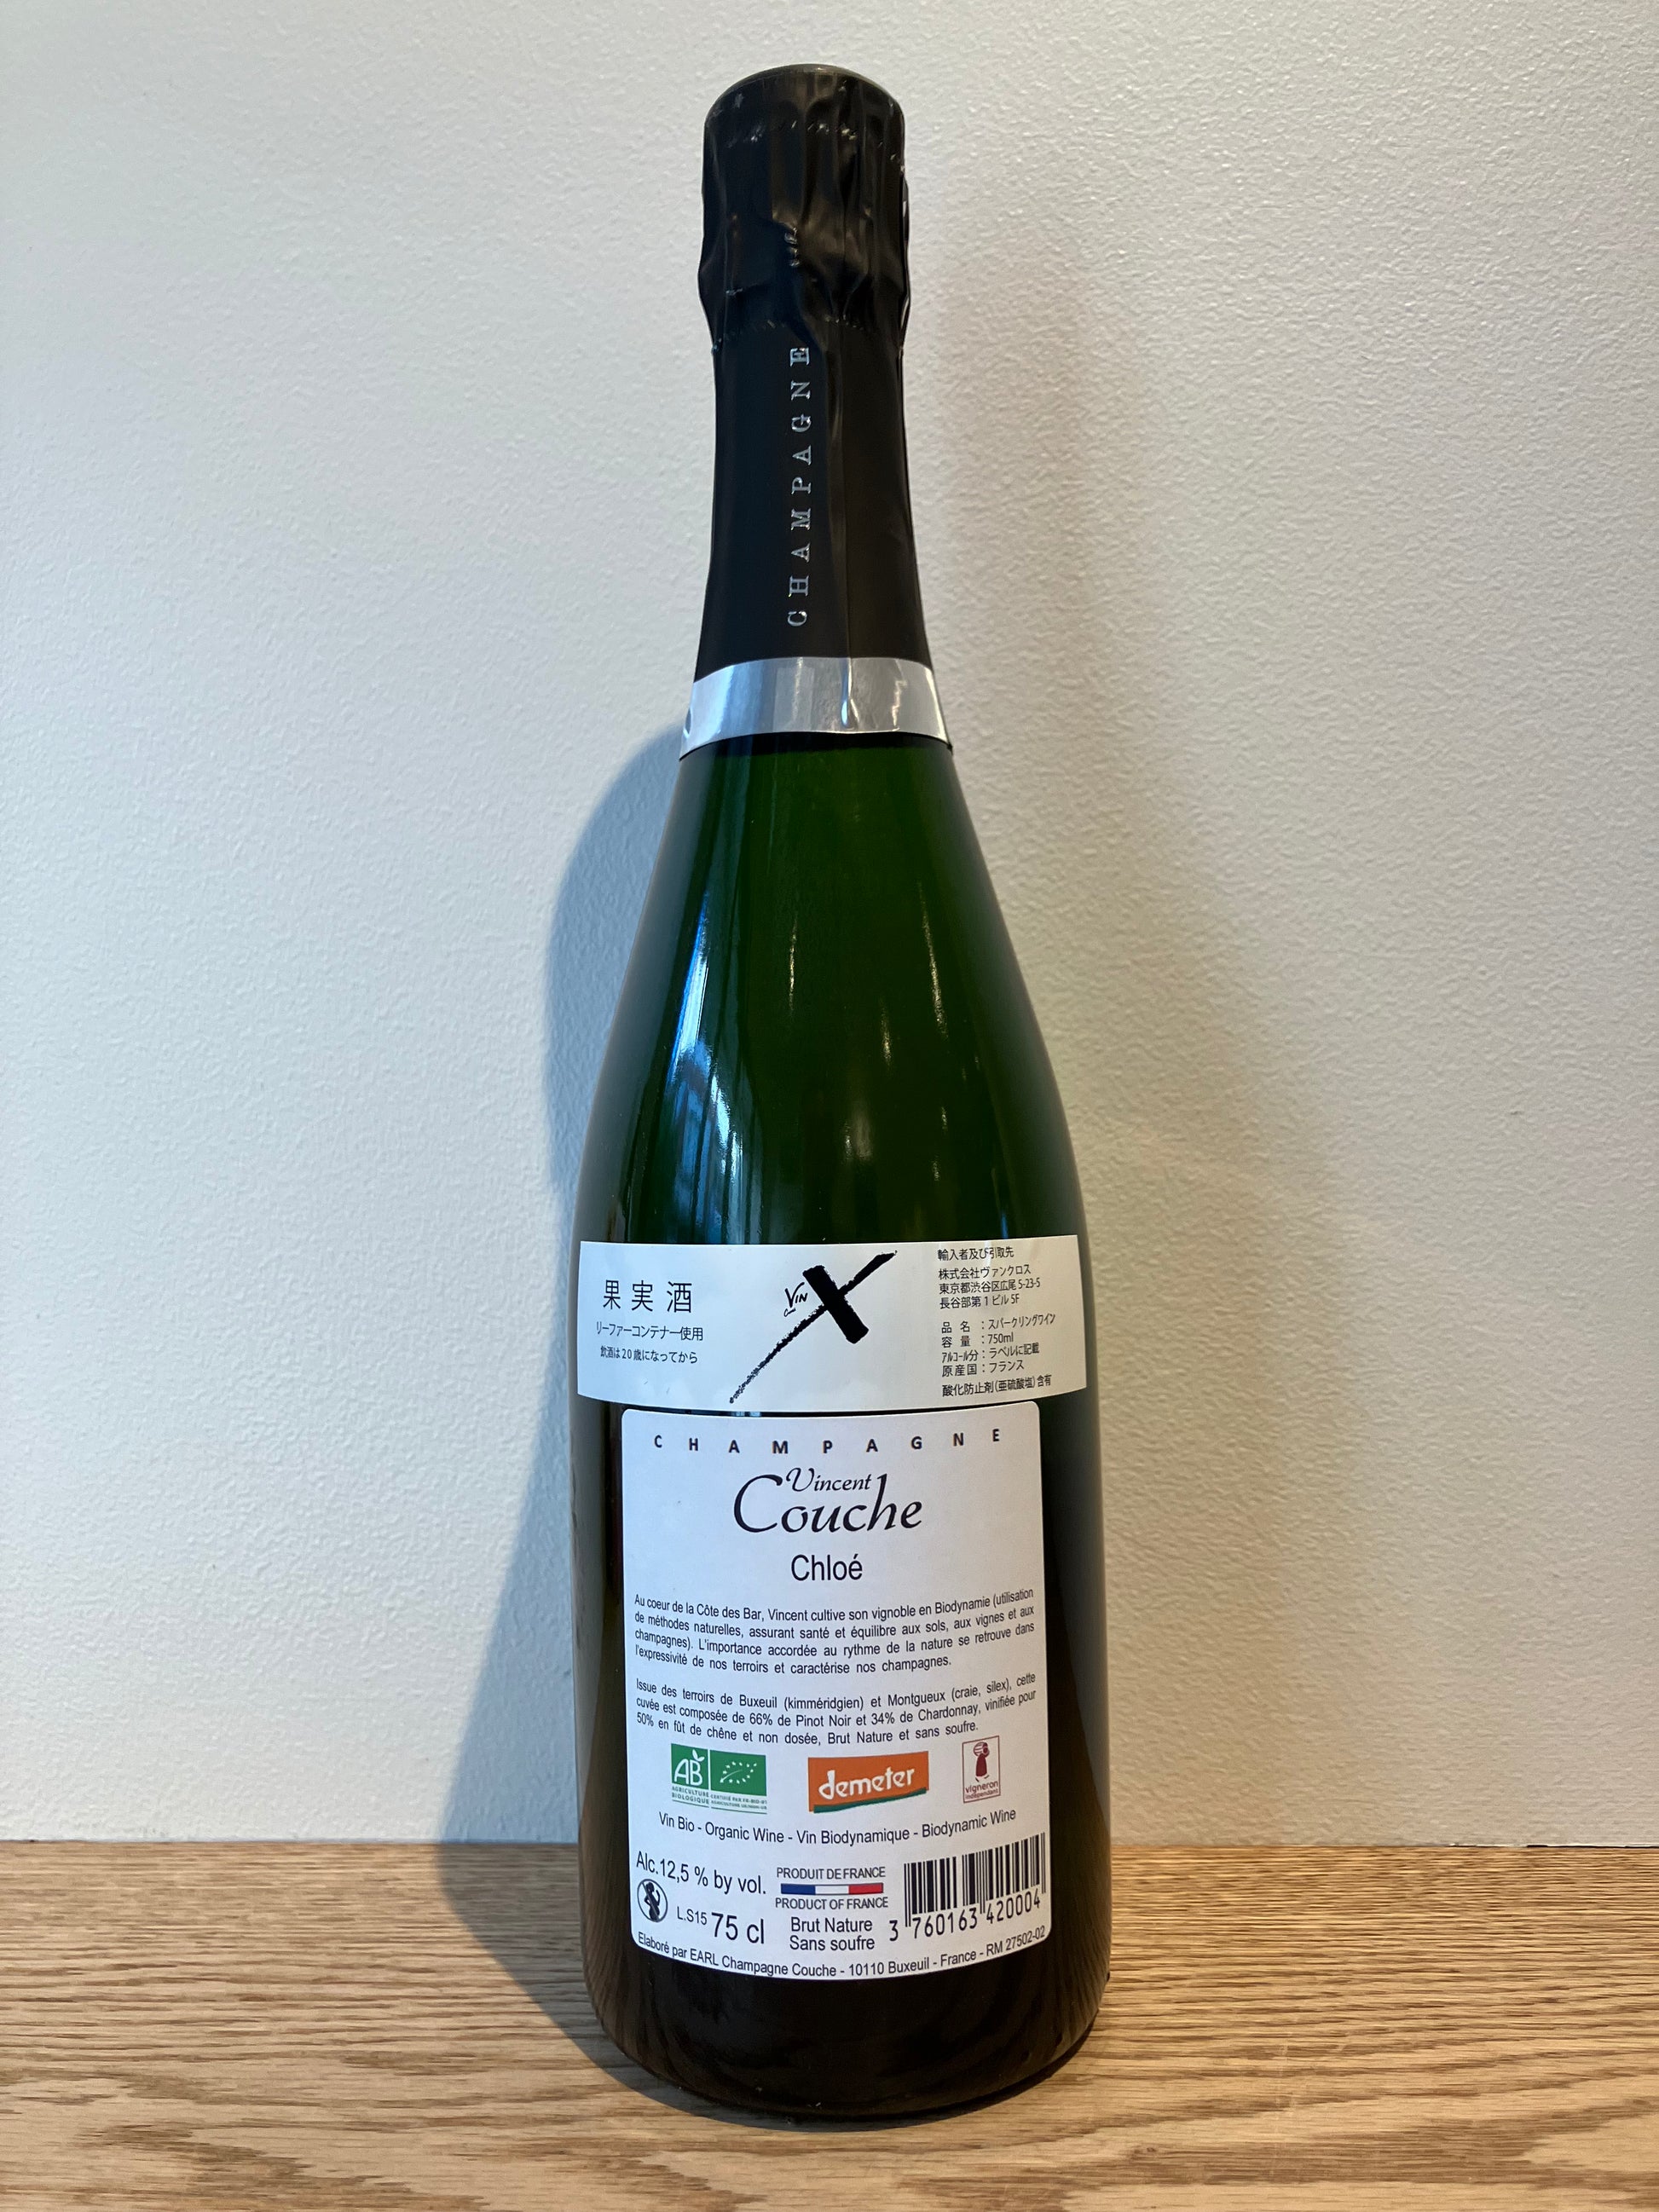 CHAMPAGNE
果実酒
リーファーコンテナー使用
飲酒は20歳になってから
VIN
輸入者及び引取先
株式会社ヴァンクロス
東京都渋谷区広尾 5-23-5
長谷部第1ビル 5F
品名:スパークリングワイン
容量:750ml
アルコール分:ラベルに記載
原産国:フランス
酸化防止剤(亜硫酸塩)含有
CHAMPAGNE
Vincent
Couche
Chloé
Au coeur de la Côte des Bar, Vincent cultive son vignoble en Biodynamie (utilisation
de méthodes naturelles, assurant santé et équilibre aux sols, aux vignes et aux
champagnes). L'importance accordée au rythme de la nature se retrouve dans
l'expressivité de nos terroirs et caractérise nos champagnes.
Issue des terroirs de Buxeuil (kimméridgien) et Montgueux (craie, silex), cette
cuvée est composée de 66% de Pinot Noir et 34% de Chardonnay, vinifiée pour
50% en fût de chêne et non dosée, Brut Nature et sans soufre.
AB
AGRICULTURE
BIOLOGIQUE
demeter
vigneron
indépendant
Vin Bio - Organic Wine - Vin Biodynamique - Biodynamic Wine
Alc.12,5 % by vol.
L.S15 75 cl
PRODUIT DE FRANCE
PRODUCT OF FRANCE
Brut Nature
Sans soufre
3 760163 420004
Elaboré par EARL Champagne Couche - 10110 Buxeuil - France - RM 27502-02